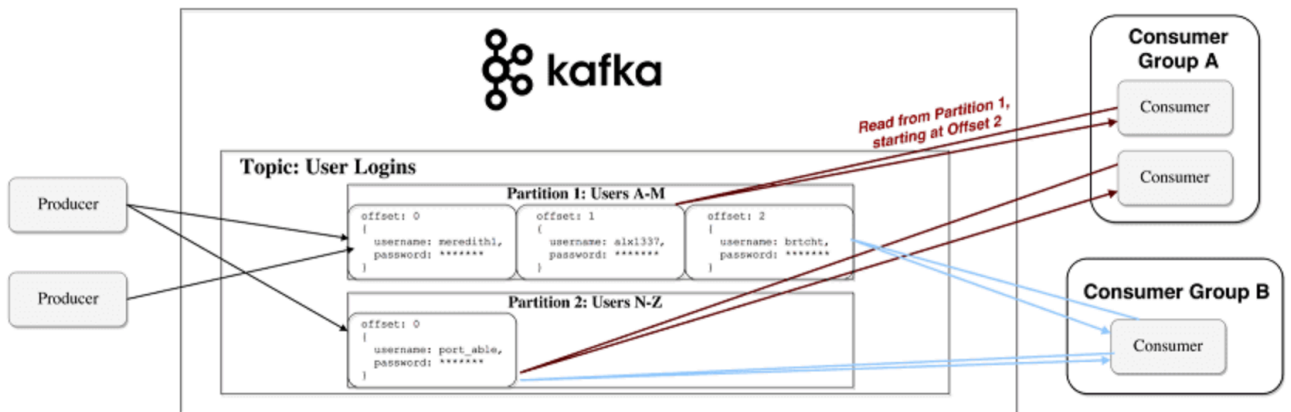 kafka
Consumer
Group A
Consumer
Consumer
Read from Partition 1,
starting at Offset 2
Topic: User Logins
Producer
Producer
Partition 1: Users A-M
offset: 0
{
username: meredith1,
password: *******
}
offset: 1
{
username: alx1337,
password: *******
}
offset: 2
{
username: brtcht,
password: *******
}
Partition 2: Users N-Z
offset: 0
{
username: port_able,
password: *******
}
Consumer Group B
Consumer